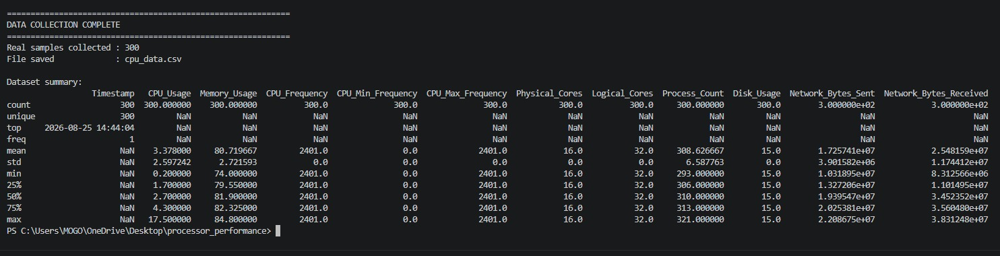 ============================================================
DATA COLLECTION COMPLETE
============================================================
Real samples collected : 300
File saved             : cpu_data.csv

Dataset summary:
                  Timestamp   CPU_Usage  Memory_Usage  CPU_Frequency  CPU_Min_Frequency  CPU_Max_Frequency  Physical_Cores  Logical_Cores  Process_Count  Disk_Usage  Network_Bytes_Sent  Network_Bytes_Received
count                   300  300.000000    300.000000          300.0              300.0              300.0           300.0          300.0     300.000000       300.0        3.000000e+02            3.000000e+02
unique                  300         NaN           NaN            NaN                NaN                NaN             NaN            NaN            NaN         NaN                 NaN                     NaN
top     2026-08-25 14:44:04         NaN           NaN            NaN                NaN                NaN             NaN            NaN            NaN         NaN                 NaN                     NaN
freq                      1         NaN           NaN            NaN                NaN                NaN             NaN            NaN            NaN         NaN                 NaN                     NaN
mean                    NaN    3.378000     80.719667         2401.0                0.0             2401.0            16.0           32.0     308.626667        15.0        1.725741e+07            2.548159e+07
std                     NaN    2.597242      2.721593            0.0                0.0                0.0             0.0            0.0       6.587763         0.0        3.901582e+06            1.174412e+07
min                     NaN    0.200000     74.000000         2401.0                0.0             2401.0            16.0           32.0     293.000000        15.0        1.031895e+07            8.312566e+06
25%                     NaN    1.700000     79.550000         2401.0                0.0             2401.0            16.0           32.0     306.000000        15.0        1.327206e+07            1.101495e+07
50%                     NaN    2.700000     81.900000         2401.0                0.0             2401.0            16.0           32.0     310.000000        15.0        1.939547e+07            3.452352e+07
75%                     NaN    4.300000     82.325000         2401.0                0.0             2401.0            16.0           32.0     313.000000        15.0        2.025381e+07            3.560480e+07
max                     NaN   17.500000     84.800000         2401.0                0.0             2401.0            16.0           32.0     321.000000        15.0        2.208675e+07            3.831248e+07
PS C:\Users\MOGO\OneDrive\Desktop\processor_performance>